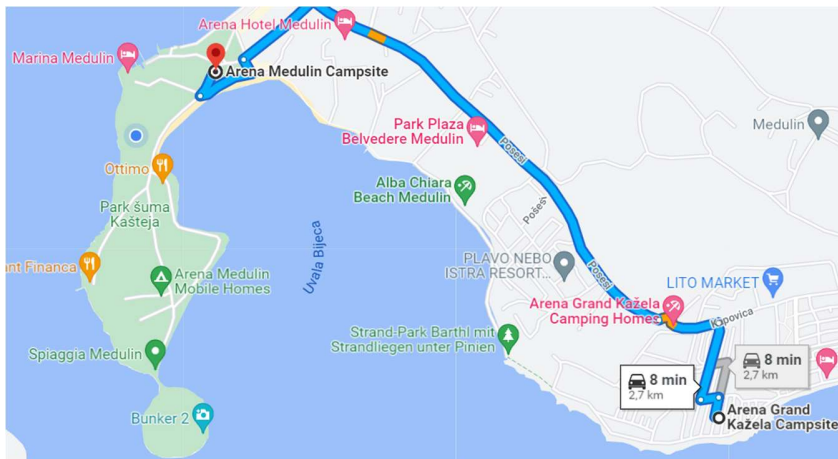 Arena Hotel Medulin
Marina Medulin
Arena Medulin Campsite
Park Plaza
Belvedere Medulin
Medulin
Posesi
Ottimo
Alba Chiara
Beach Medulin
Pošesi
Park šuma
Kašteja
Uvala Bijeca
PLAVO NEBO
ISTRA RESORT...
Posesi
nt Financa
Arena Medulin
Mobile Homes
LITO MARKET
Arena Grand Kažela
Camping Homes
Kapovica
Strand-Park Barthl mit
Strandliegen unter Pinien
Spiaggia Medulin
8 min
2,7 km
8 min
2,7 km
Arena Grand
Kažela Campsite
Bunker 2